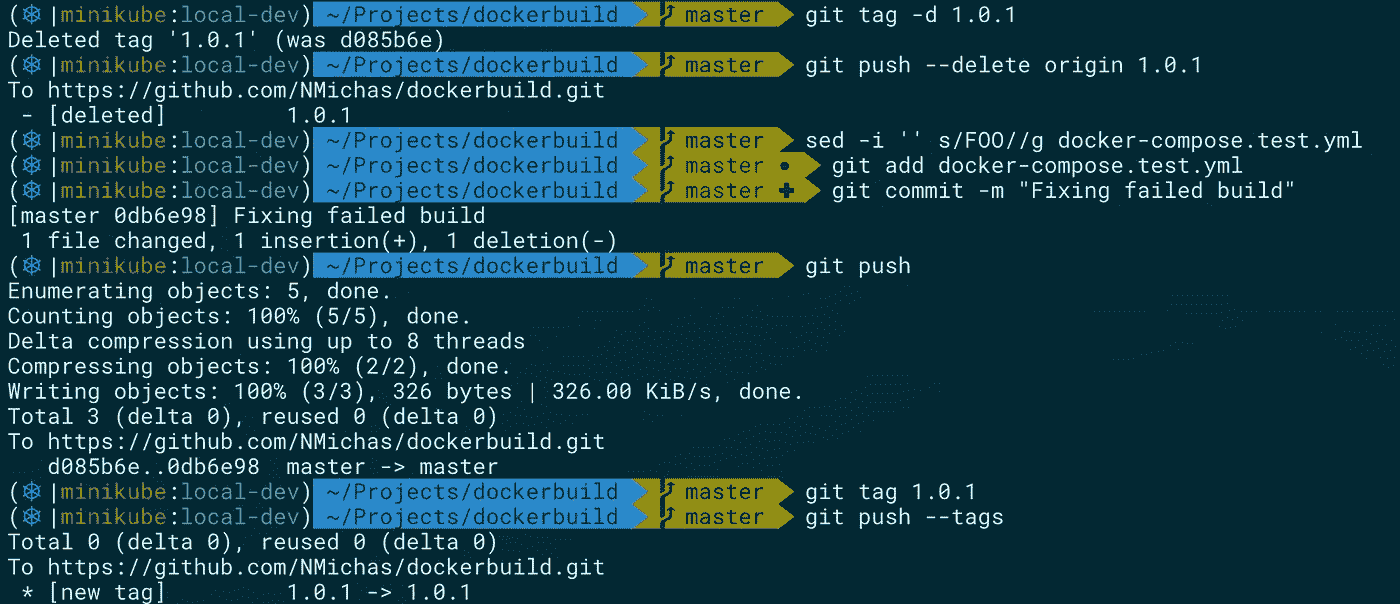 (⎈ |minikube:local-dev) ~/Projects/dockerbuild master git tag -d 1.0.1
Deleted tag '1.0.1' (was d085b6e)
(⎈ |minikube:local-dev) ~/Projects/dockerbuild master git push --delete origin 1.0.1
To https://github.com/NMichas/dockerbuild.git
 - [deleted]         1.0.1
(⎈ |minikube:local-dev) ~/Projects/dockerbuild master sed -i '' s/FOO//g docker-compose.test.yml
(⎈ |minikube:local-dev) ~/Projects/dockerbuild master ● git add docker-compose.test.yml
(⎈ |minikube:local-dev) ~/Projects/dockerbuild master ✚ git commit -m "Fixing failed build"
[master 0db6e98] Fixing failed build
 1 file changed, 1 insertion(+), 1 deletion(-)
(⎈ |minikube:local-dev) ~/Projects/dockerbuild master git push
Enumerating objects: 5, done.
Counting objects: 100% (5/5), done.
Delta compression using up to 8 threads
Compressing objects: 100% (2/2), done.
Writing objects: 100% (3/3), 326 bytes | 326.00 KiB/s, done.
Total 3 (delta 0), reused 0 (delta 0)
To https://github.com/NMichas/dockerbuild.git
   d085b6e..0db6e98  master -> master
(⎈ |minikube:local-dev) ~/Projects/dockerbuild master git tag 1.0.1
(⎈ |minikube:local-dev) ~/Projects/dockerbuild master git push --tags
Total 0 (delta 0), reused 0 (delta 0)
To https://github.com/NMichas/dockerbuild.git
 * [new tag]         1.0.1 -> 1.0.1